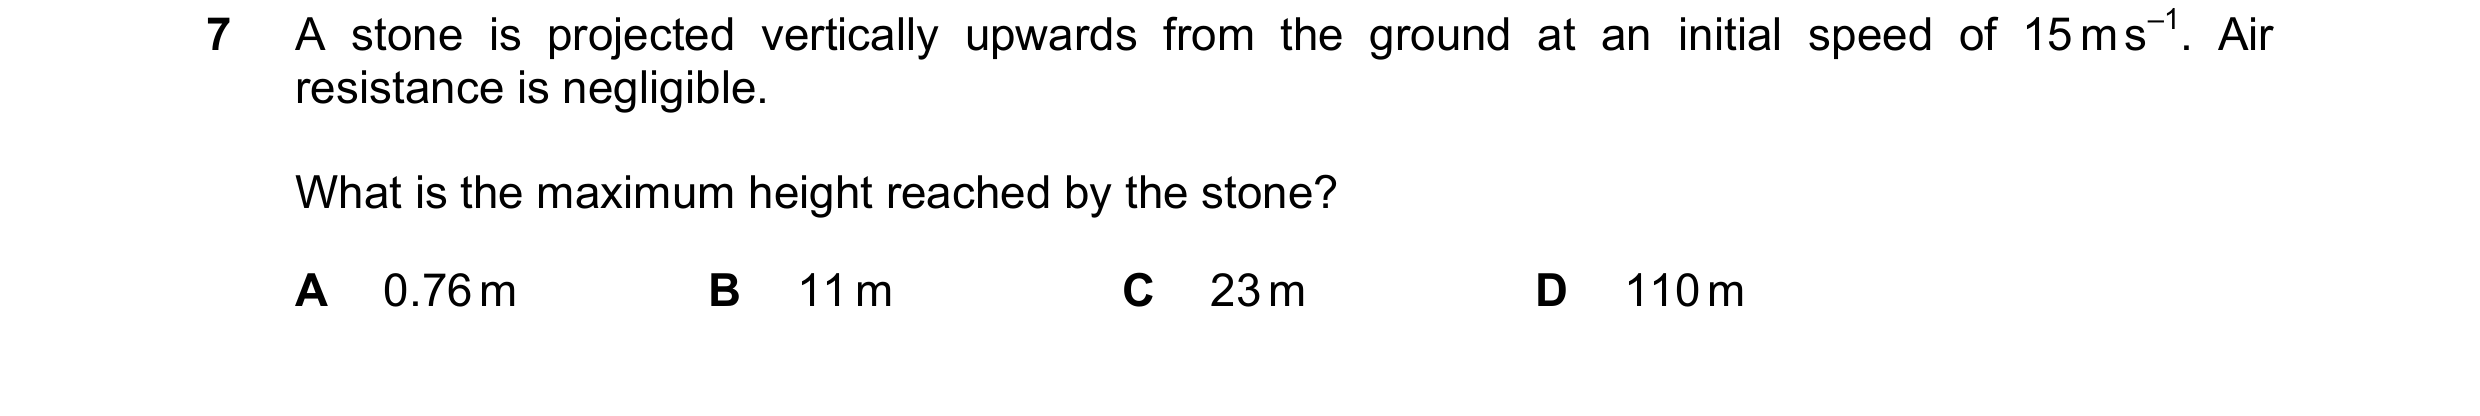 7 A stone is projected vertically upwards from the ground at an initial speed of 15 m s⁻¹. Air
resistance is negligible.
What is the maximum height reached by the stone?
A 0.76 m B 11 m C 23 m D 110 m